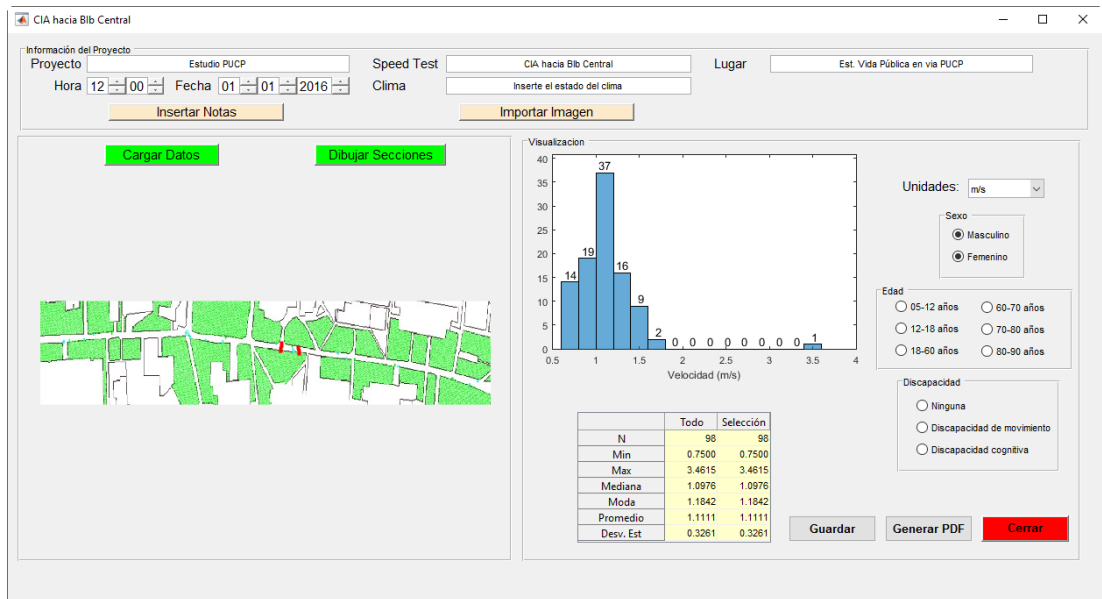 CIA hacia BIb Central
Información del Proyecto
Proyecto Estudio PUCP Speed Test CIA hacia BIb Central Lugar Est. Vida Pública en via PUCP
Hora 12 00 Fecha 01 01 2016 Clima Inserte el estado del clima
Insertar Notas Importar Imagen
Cargar Datos Dibujar Secciones
Visualizacion
40
35
30
25
20
15
10
5
0
14 19 37 16 9 2 0 0 0 0 0 0 0 1
0.5 1 1.5 2 2.5 3 3.5 4
Velocidad (m/s)
Unidades: m/s
Sexo
Masculino
Femenino
Edad
05-12 años 60-70 años
12-18 años 70-80 años
18-60 años 80-90 años
Discapacidad
Ninguna
Discapacidad de movimiento
Discapacidad cognitiva
Todo Selección
N 98 98
Min 0.7500 0.7500
Max 3.4615 3.4615
Mediana 1.0976 1.0976
Moda 1.1842 1.1842
Promedio 1.1111 1.1111
Desv. Est 0.3261 0.3261
Guardar Generar PDF Cerrar